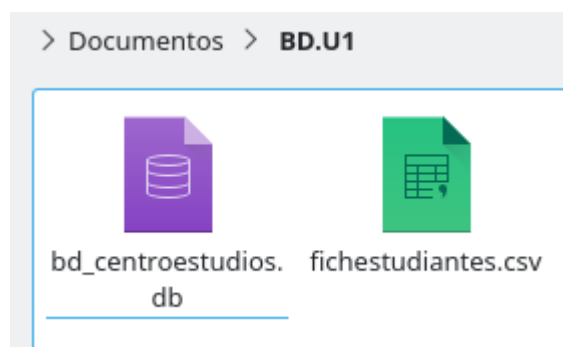 > Documentos > BD.U1
bd_centroestudios.
db
fichestudiantes.csv